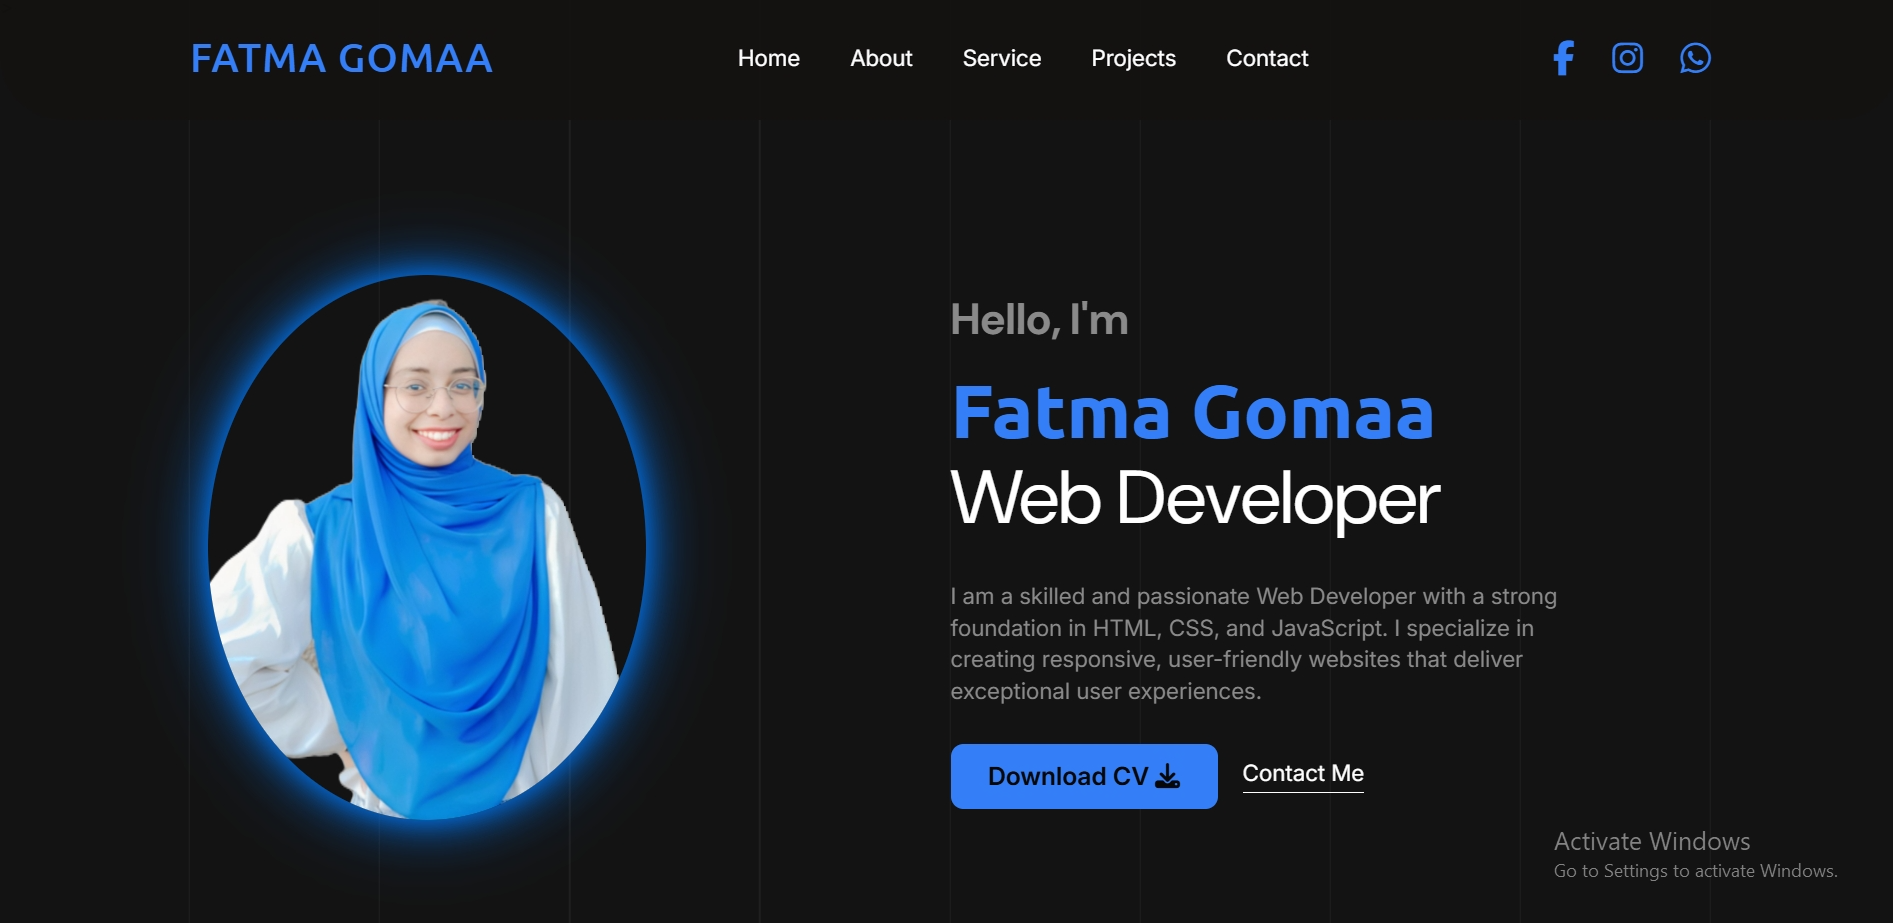 FATMA GOMAA
Home About Service Projects Contact
Hello, I'm
Fatma Gomaa
Web Developer
I am a skilled and passionate Web Developer with a strong
foundation in HTML, CSS, and JavaScript. I specialize in
creating responsive, user-friendly websites that deliver
exceptional user experiences.
Download CV
Contact Me
Activate Windows
Go to Settings to activate Windows.